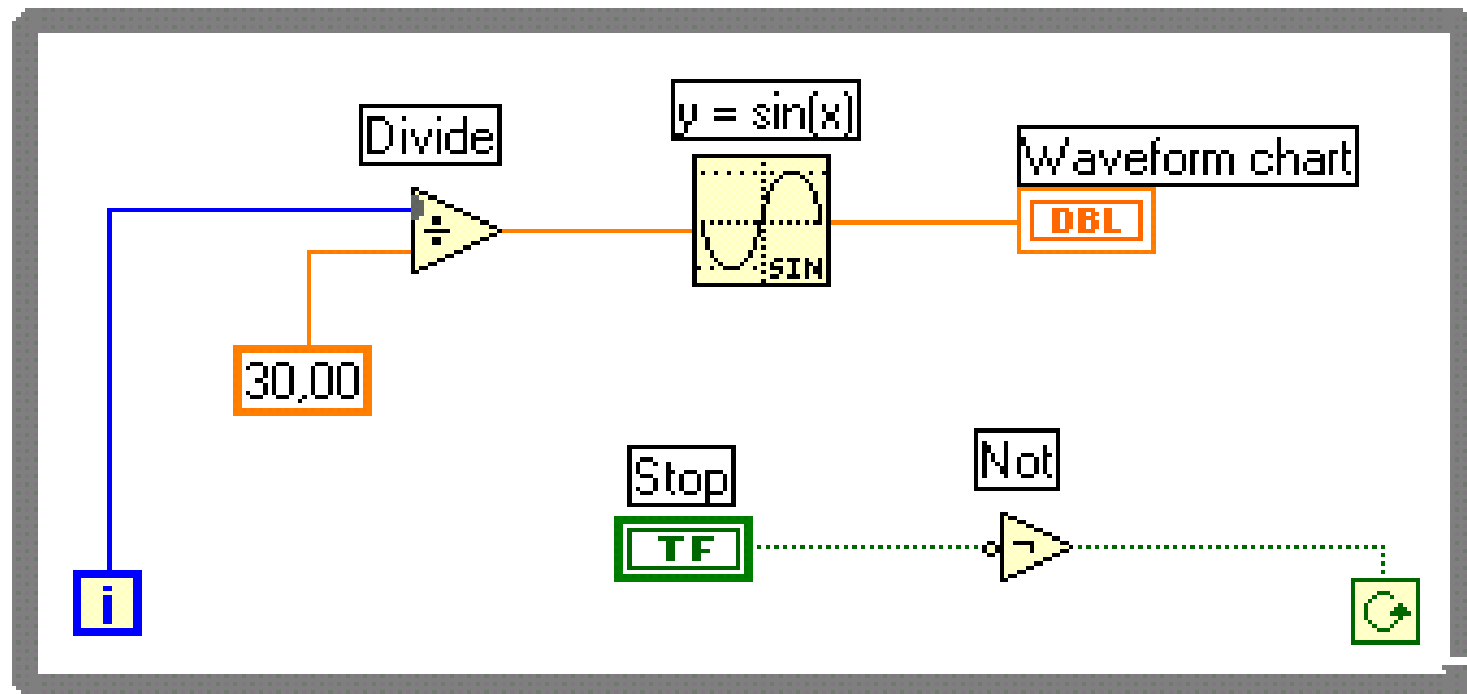 Divide
y = sin(x)
Waveform chart
÷
SIN
DBL
30,00
Stop
Not
TF
¬
i